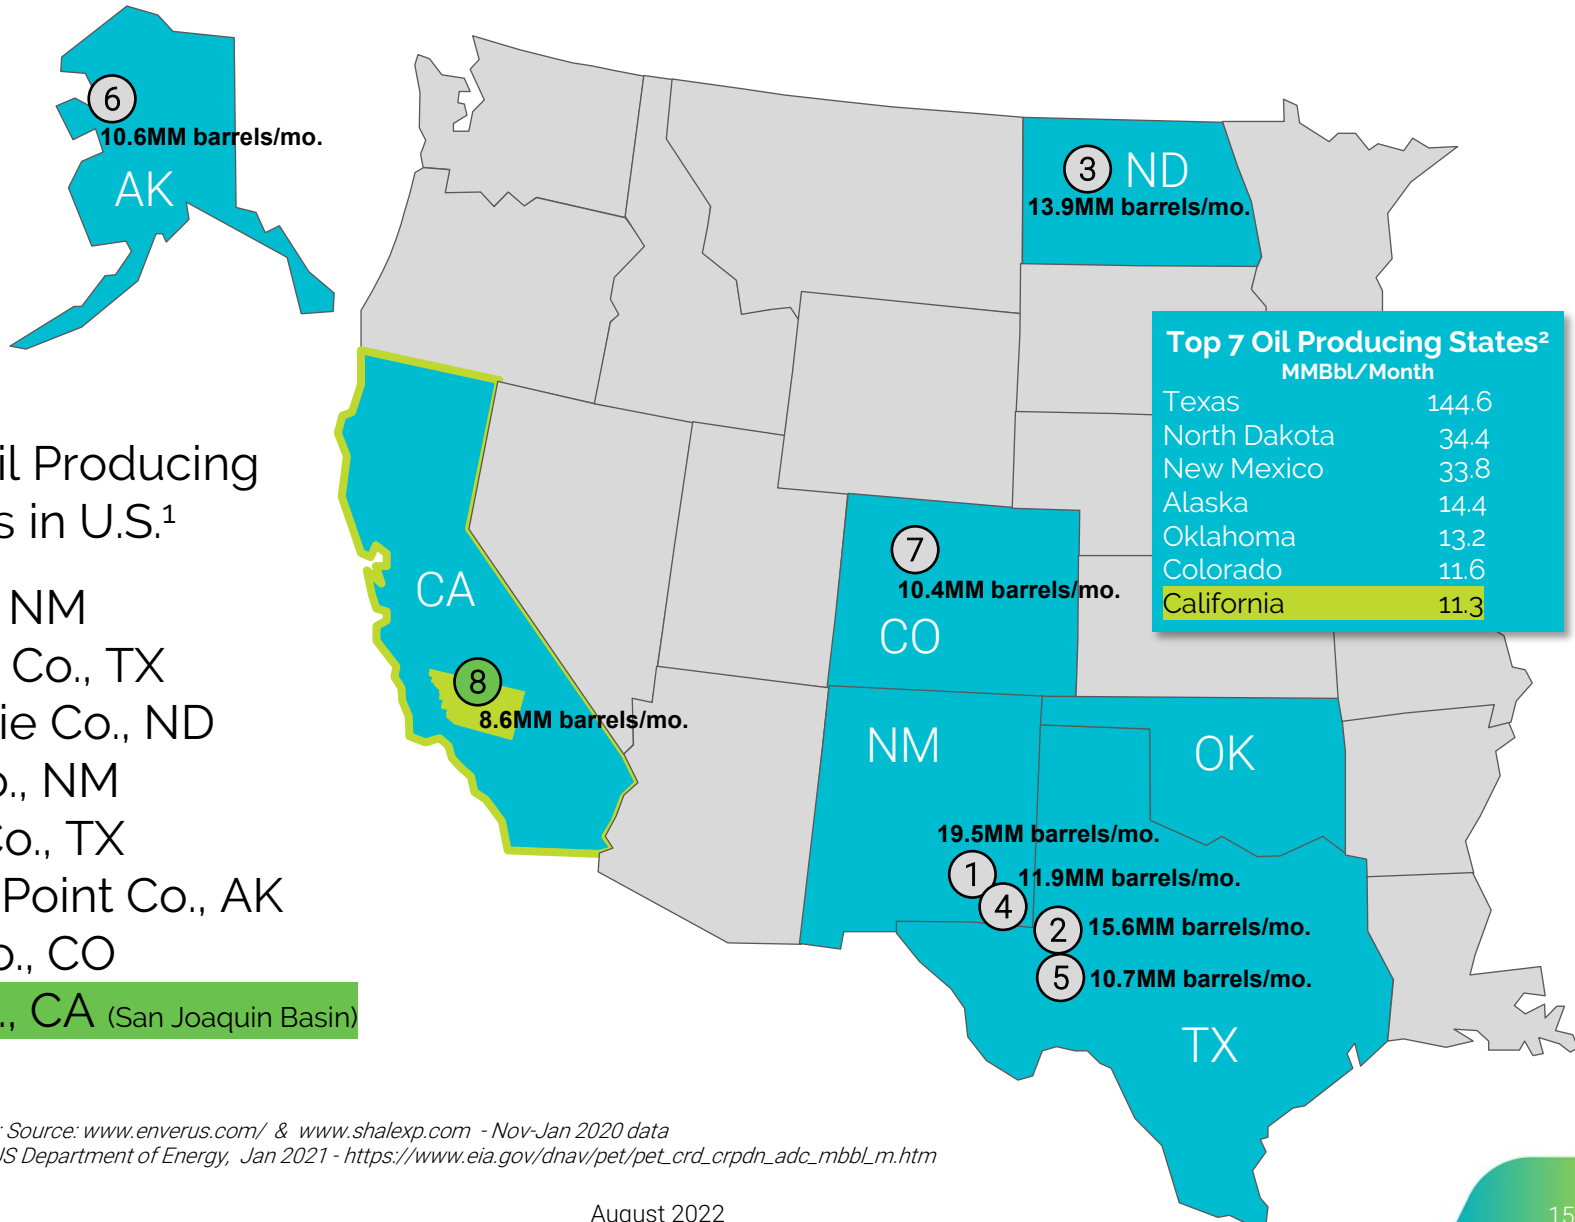 6
10.6MM barrels/mo.
AK
3 ND
13.9MM barrels/mo.
Top 7 Oil Producing States²
MMBbl/Month
Texas 144.6
North Dakota 34.4
New Mexico 33.8
Alaska 14.4
Oklahoma 13.2
Colorado 11.6
California 11.3
il Producing
s in U.S.¹
NM
Co., TX
ie Co., ND
o., NM
Co., TX
Point Co., AK
o., CO
., CA (San Joaquin Basin)
CA
8
8.6MM barrels/mo.
7
10.4MM barrels/mo.
CO
NM
OK
19.5MM barrels/mo.
1
11.9MM barrels/mo.
4
2 15.6MM barrels/mo.
5 10.7MM barrels/mo.
TX
: Source: www.enverus.com/ & www.shalexp.com - Nov-Jan 2020 data
US Department of Energy, Jan 2021 - https://www.eia.gov/dnav/pet/pet_crd_crpdn_adc_mbbl_m.htm
August 2022
15